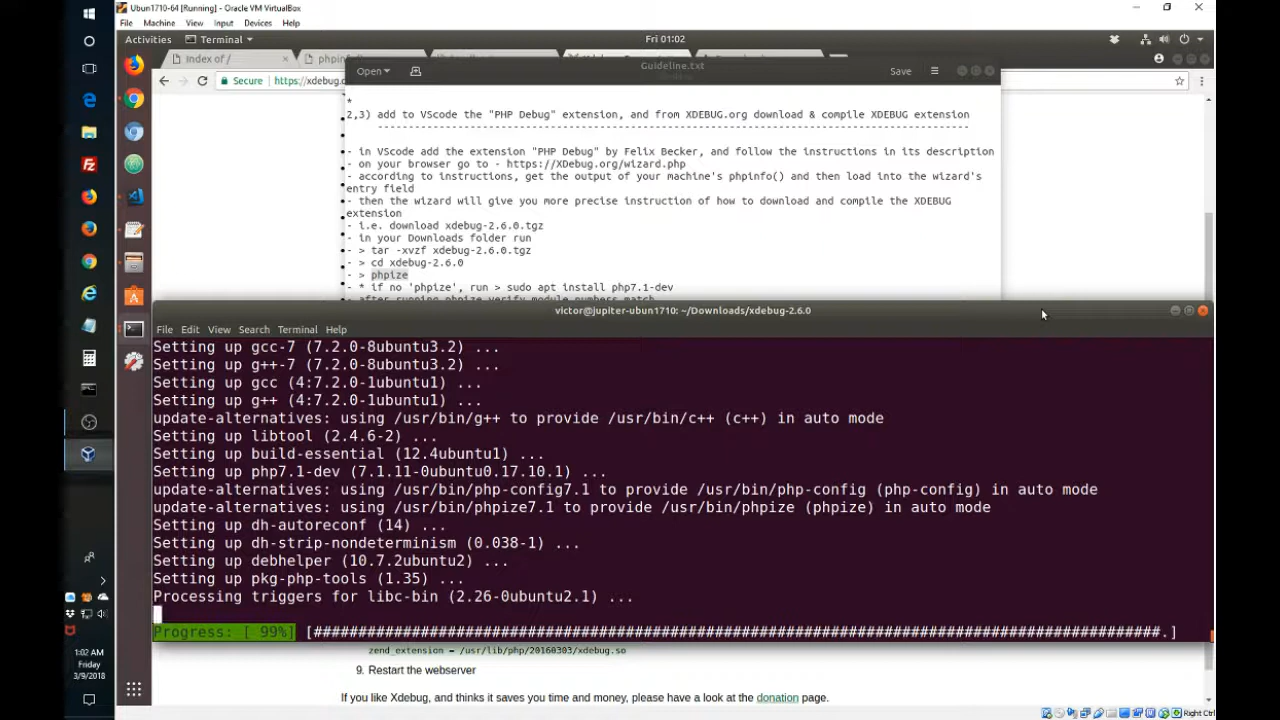 Ubun1710-64 [Running] - Oracle VM VirtualBox
File Machine View Input Devices Help
Activities Terminal Fri 01:02
Index of /
Guideline.txt
Open Save
Secure https://xdebug.o
*
2,3) add to VScode the "PHP Debug" extension, and from XDEBUG.org download & compile XDEBUG extension
- in VScode add the extension "PHP Debug" by Felix Becker, and follow the instructions in its description
- on your browser go to - https://XDebug.org/wizard.php
- according to instructions, get the output of your machine's phpinfo() and then load into the wizard's
entry field
- then the wizard will give you more precise instruction of how to download and compile the XDEBUG
extension
- i.e. download xdebug-2.6.0.tgz
- in your Downloads folder run
- > tar -xvzf xdebug-2.6.0.tgz
- > cd xdebug-2.6.0
- > phpize
- * if no 'phpize', run > sudo apt install php7.1-dev
- after running phpize verify module numbers match
victor@jupiter-ubun1710: ~/Downloads/xdebug-2.6.0
File Edit View Search Terminal Help
Setting up gcc-7 (7.2.0-8ubuntu3.2) ...
Setting up g++-7 (7.2.0-8ubuntu3.2) ...
Setting up gcc (4:7.2.0-1ubuntu1) ...
Setting up g++ (4:7.2.0-1ubuntu1) ...
update-alternatives: using /usr/bin/g++ to provide /usr/bin/c++ (c++) in auto mode
Setting up libtool (2.4.6-2) ...
Setting up build-essential (12.4ubuntu1) ...
Setting up php7.1-dev (7.1.11-0ubuntu0.17.10.1) ...
update-alternatives: using /usr/bin/php-config7.1 to provide /usr/bin/php-config (php-config) in auto mode
update-alternatives: using /usr/bin/phpize7.1 to provide /usr/bin/phpize (phpize) in auto mode
Setting up dh-autoreconf (14) ...
Setting up dh-strip-nondeterminism (0.038-1) ...
Setting up debhelper (10.7.2ubuntu2) ...
Setting up pkg-php-tools (1.35) ...
Processing triggers for libc-bin (2.26-0ubuntu2.1) ...
Progress: [ 99%] [###############################################################################################.]
zend_extension = /usr/lib/php/20160303/xdebug.so
9. Restart the webserver
If you like Xdebug, and thinks it saves you time and money, please have a look at the donation page.
1:02 AM
Friday
3/9/2018
Right Ctrl